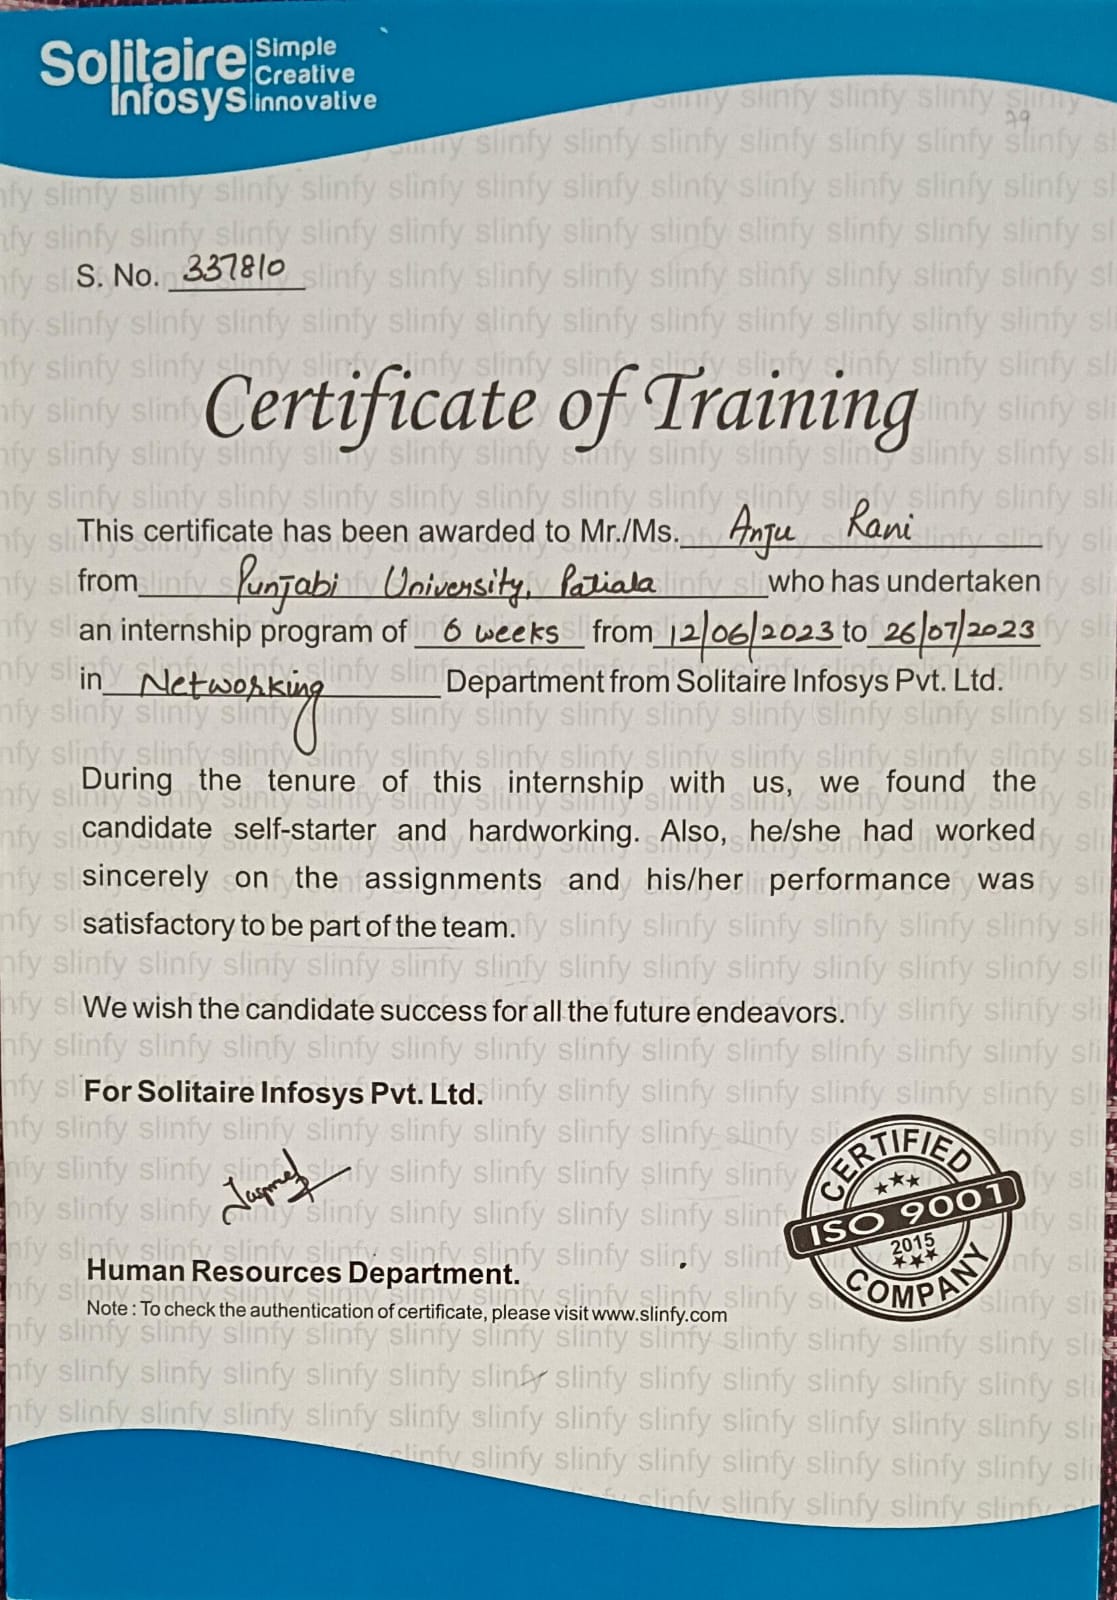 Solitaire Simple
Creative
Infosys innovative
29
S. No. 337810
Certificate of Training
This certificate has been awarded to Mr./Ms. Anju Rani
from Punjabi University, Patiala who has undertaken
an internship program of 6 weeks from 12/06/2023 to 26/07/2023
in Networking Department from Solitaire Infosys Pvt. Ltd.
During the tenure of this internship with us, we found the
candidate self-starter and hardworking. Also, he/she had worked
sincerely on the assignments and his/her performance was
satisfactory to be part of the team.
We wish the candidate success for all the future endeavors.
For Solitaire Infosys Pvt. Ltd.
Human Resources Department.
Note : To check the authentication of certificate, please visit www.slinfy.com
CERTIFIED
ISO 9001
2015
COMPANY